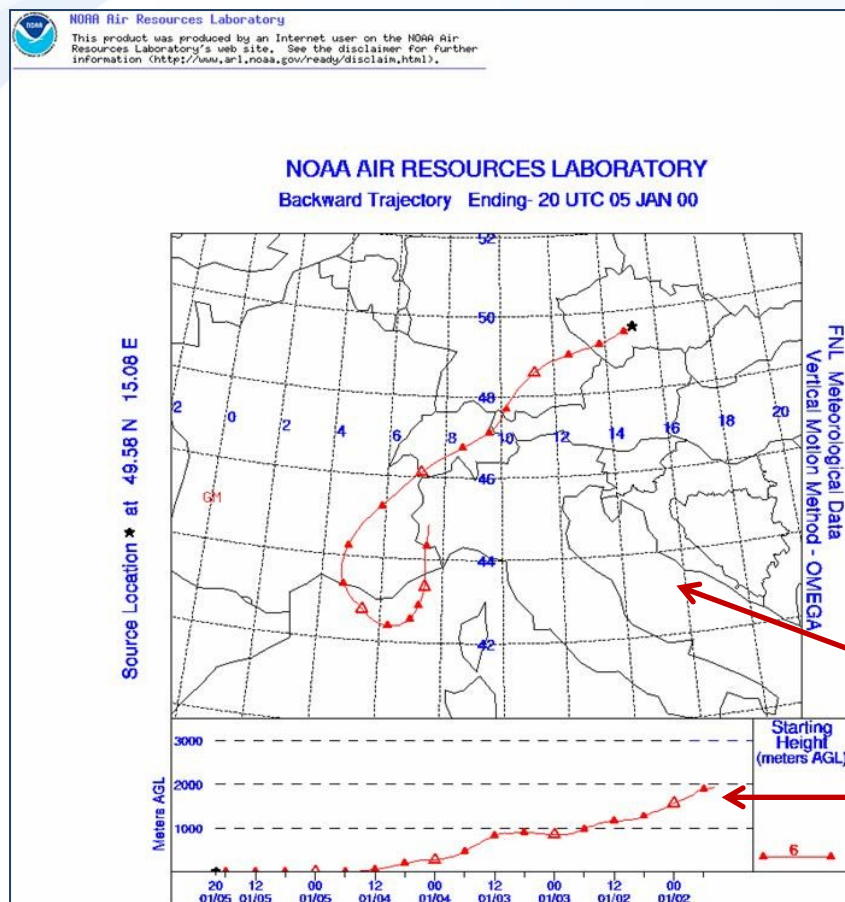 NOAA Air Resources Laboratory
This product was produced by an Internet user on the NOAA Air
Resources Laboratory's web site. See the disclaimer for further
information (http://www.arl.noaa.gov/ready/disclaim.html).
NOAA
NOAA AIR RESOURCES LABORATORY
Backward Trajectory Ending- 20 UTC 05 JAN 00
Source Location ★ at 49.58 N 15.08 E
52
50
48
46
44
42
2 0 2 4 6 8 10 12 14 16 18 20
GM
FNL Meteorological Data
Vertical Motion Method - OMEGA
Meters AGL
3000
2000
1000
Starting
Height
(meters AGL)
6
20 12 00 12 00 12 00 12 00
01/05 01/05 01/05 01/04 01/04 01/03 01/03 01/02 01/02